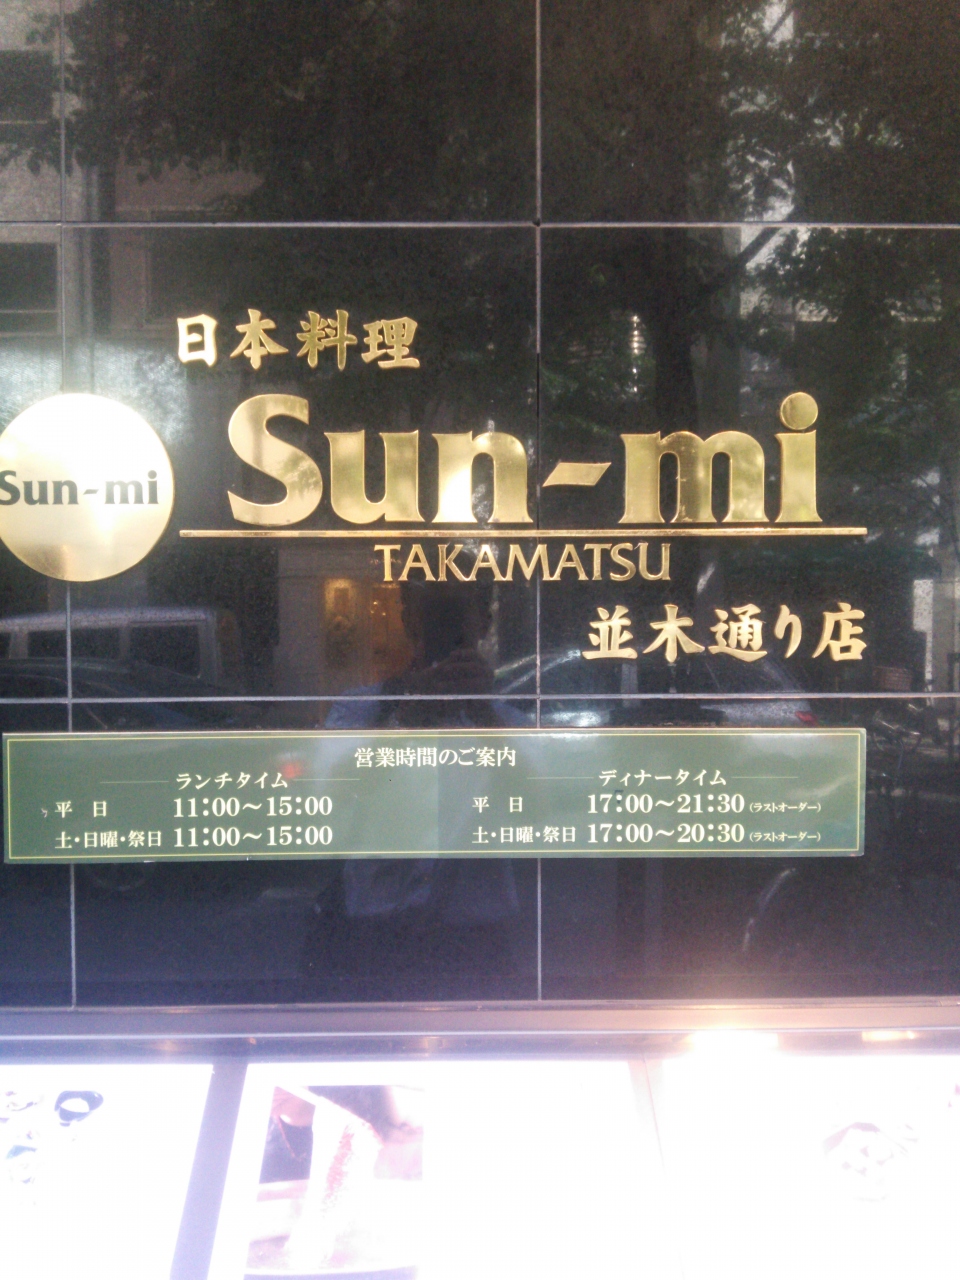 日本料理
Sun-mi
Sun-mi
TAKAMATSU
並木通り店
営業時間のご案内
ランチタイム
平 日 11:00〜15:00
土・日曜・祭日 11:00〜15:00
ディナータイム
平 日 17:00〜21:30(ラストオーダー)
土・日曜・祭日 17:00〜20:30(ラストオーダー)